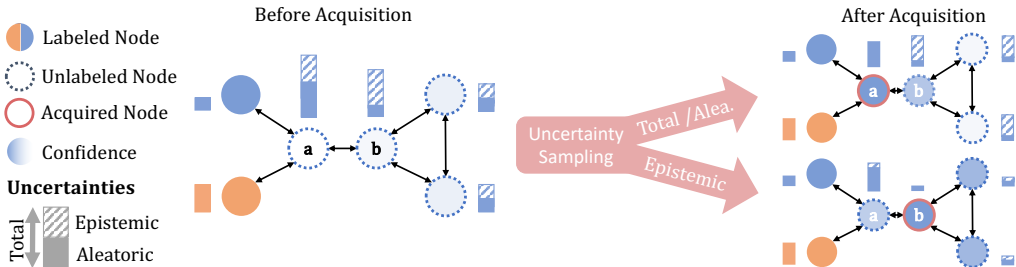 Before Acquisition
After Acquisition
Labeled Node
Unlabeled Node
Acquired Node
Confidence
Uncertainties
Total
Epistemic
Aleatoric
a
b
Uncertainty
Sampling
Total /Alea.
Epistemic
a
b
a
b